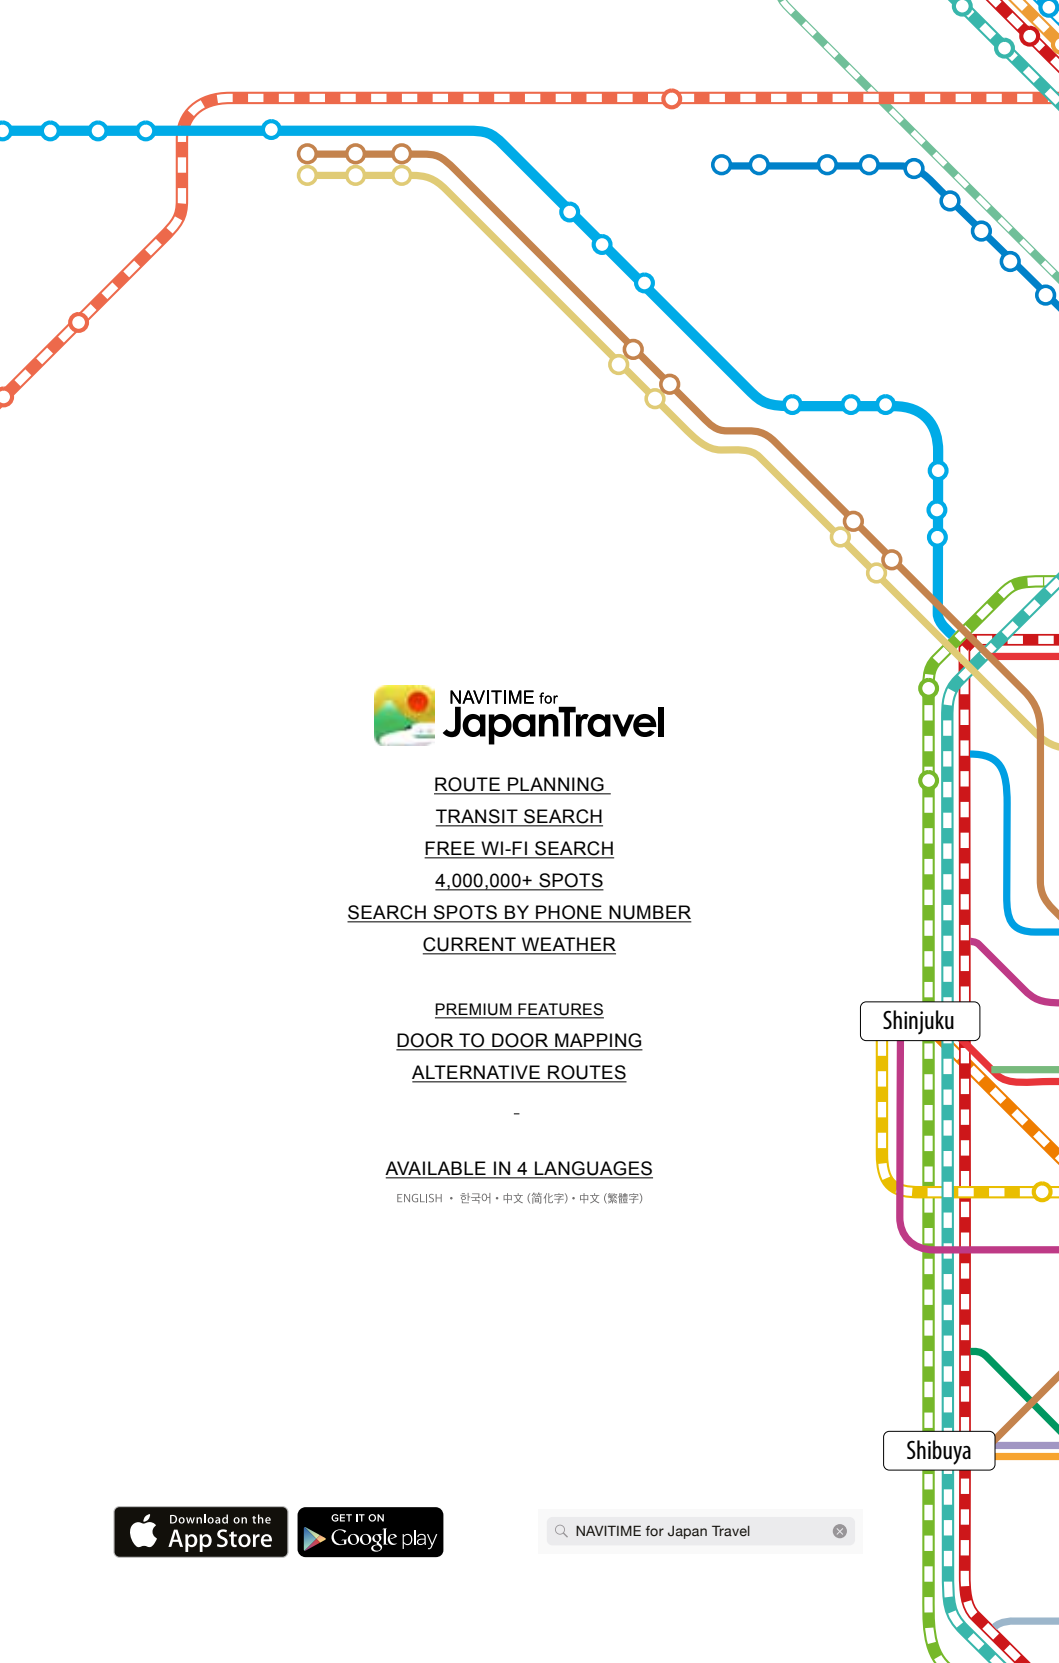 NAVITIME for
JapanTravel
ROUTE PLANNING
TRANSIT SEARCH
FREE WI-FI SEARCH
4,000,000+ SPOTS
SEARCH SPOTS BY PHONE NUMBER
CURRENT WEATHER
PREMIUM FEATURES
DOOR TO DOOR MAPPING
ALTERNATIVE ROUTES
-
AVAILABLE IN 4 LANGUAGES
ENGLISH • 한국어 • 中文 (简化字) • 中文 (繁體字)
Shinjuku
Shibuya
Download on the
App Store
GET IT ON
Google play
NAVITIME for Japan Travel